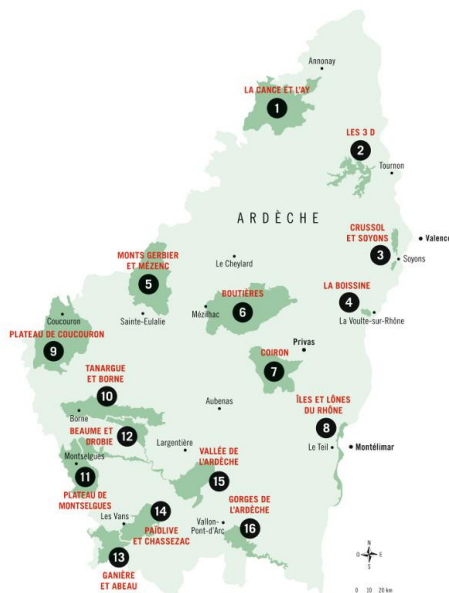 Annonay
LA CANCE ET L'AY
1
LES 3 D
2
Tournon
ARDÈCHE
CRUSSOL
ET SOYONS
Valence
3
Soyons
MONTS GERBIER
ET MÉZENC
5
Le Cheylard
LA BOISSINE
4
La Voulte-sur-Rhône
BOUTIÈRES
6
Mézilhac
Sainte-Eulalie
Coucouron
PLATEAU DE COUCOURON
9
Privas
COIRON
7
TANARGUE
ET BORNE
10
Borne
Aubenas
ÎLES ET LÔNES
DU RHÔNE
8
Le Teil
Montélimar
BEAUME ET
DROBIE
12
Largentière
Montselgues
11
PLATEAU DE
MONTSELGUES
VALLÉE DE
L'ARDÈCHE
15
14
Les Vans
PAÏOLIVE
ET CHASSEZAC
Vallon-
Pont-d'Arc
GORGES DE
L'ARDÈCHE
16
13
GANIÈRE
ET ABEAU
N
O
E
S
0 10 20 km